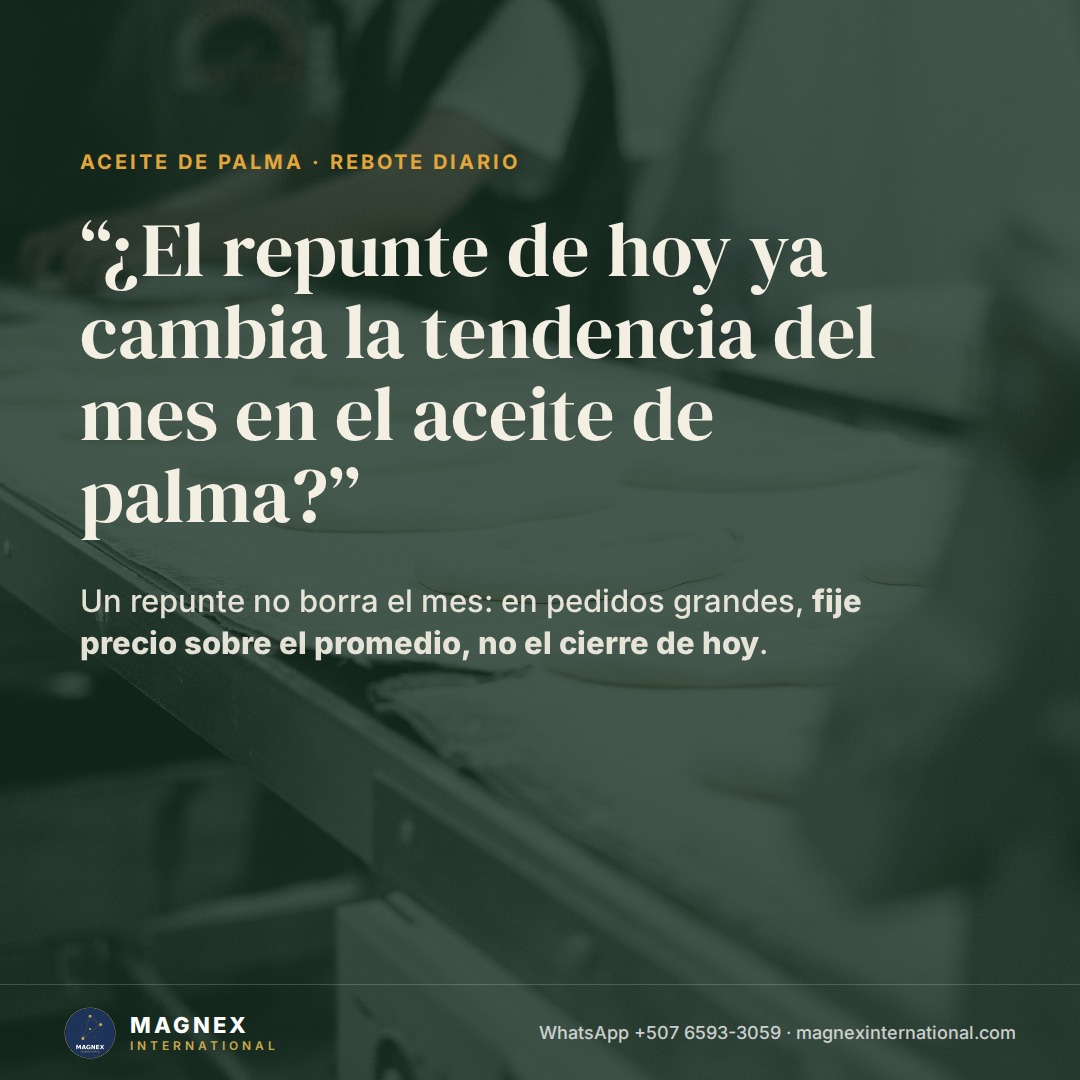 ACEITE DE PALMA · REBOTE DIARIO
“¿El repunte de hoy ya
cambia la tendencia del
mes en el aceite de
palma?”
Un repunte no borra el mes: en pedidos grandes, fije
precio sobre el promedio, no el cierre de hoy.
MAGNEX
MAGNEX
INTERNATIONAL
WhatsApp +507 6593-3059 · magnexinternational.com